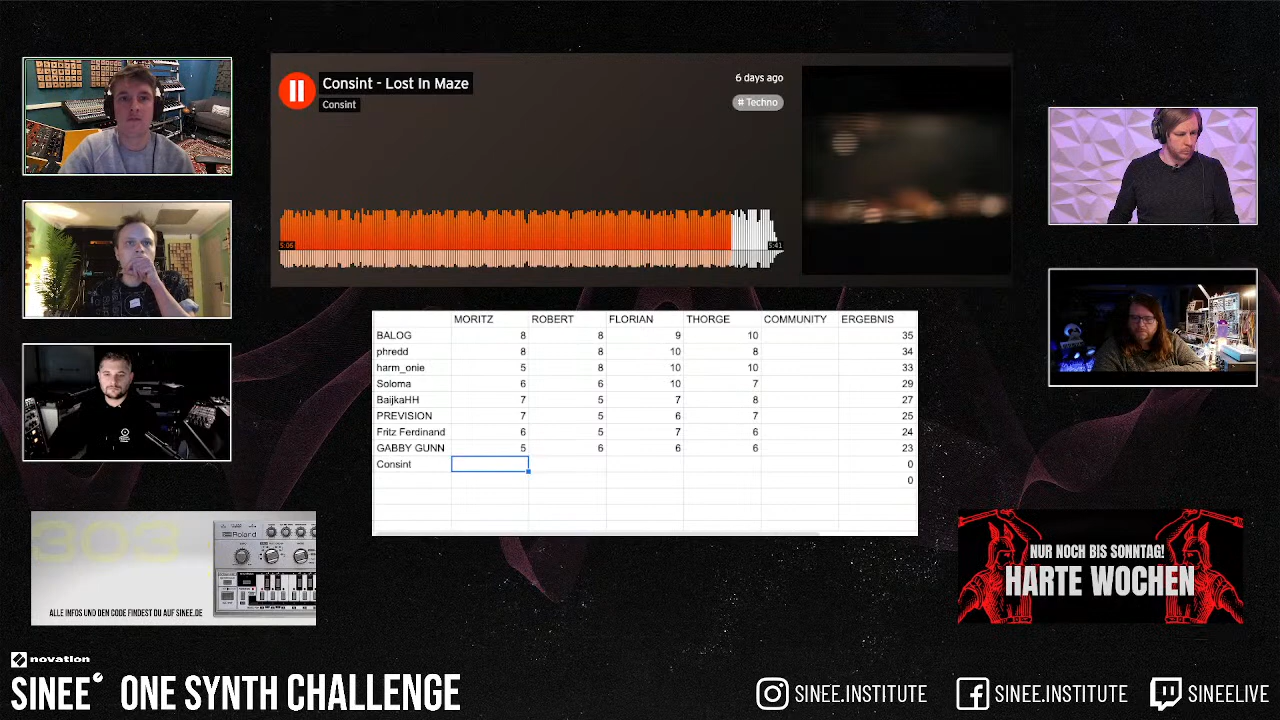 Consint - Lost In Maze
Consint
6 days ago
# Techno
5:06
5:41
MORITZ ROBERT FLORIAN THORGE COMMUNITY ERGEBNIS
BALOG 8 8 9 10 35
phredd 8 8 10 8 34
harm_onie 5 8 10 10 33
Soloma 6 6 10 7 29
BaijkaHH 7 5 7 8 27
PREVISION 7 5 6 7 25
Fritz Ferdinand 6 5 7 6 24
GABBY GUNN 5 6 6 6 23
Consint 0
0
303
Roland
ALLE INFOS UND DEN CODE FINDEST DU AUF SINEE.DE
NUR NOCH BIS SONNTAG!
HARTE WOCHEN
novation
SINEE ONE SYNTH CHALLENGE
SINEE.INSTITUTE
SINEE.INSTITUTE
SINEELIVE